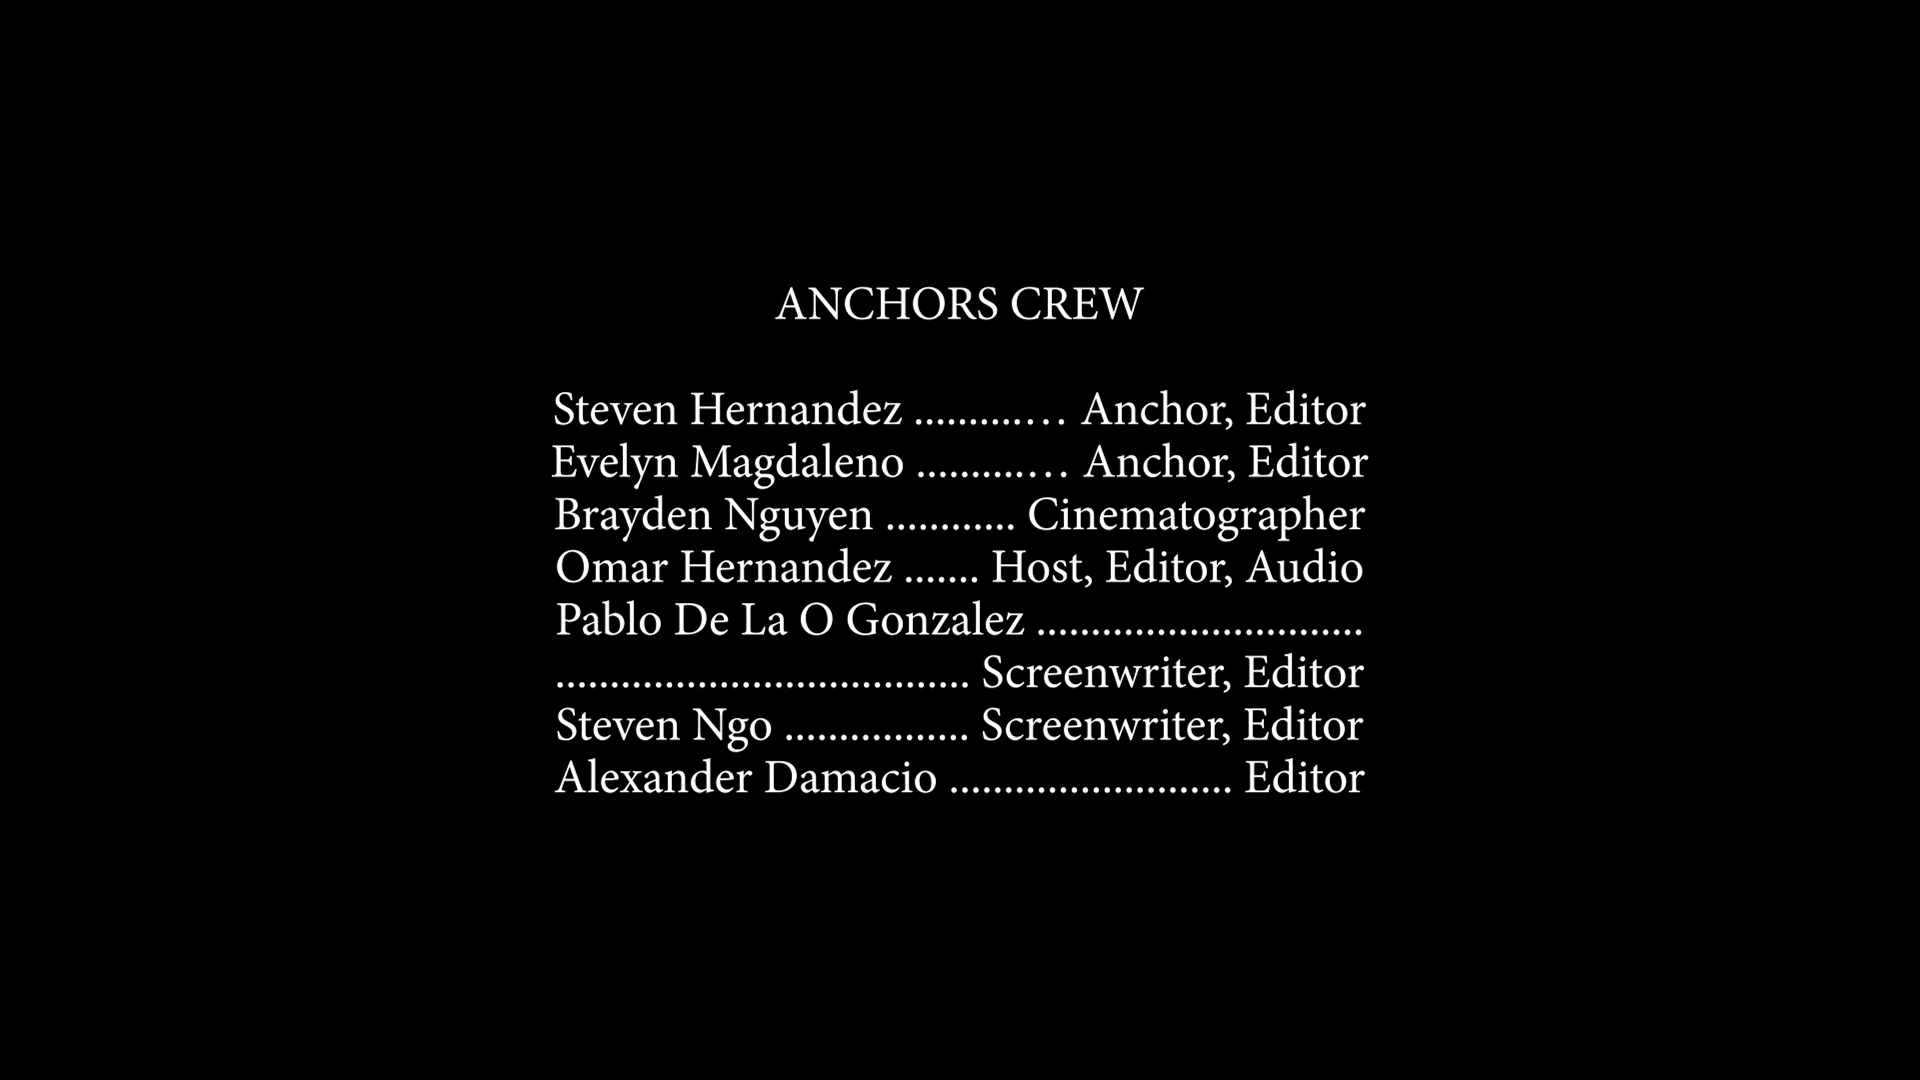 ANCHORS CREW
Steven Hernandez ..........… Anchor, Editor
Evelyn Magdaleno ..........… Anchor, Editor
Brayden Nguyen ............ Cinematographer
Omar Hernandez ....... Host, Editor, Audio
Pablo De La O Gonzalez ..............................
...................................... Screenwriter, Editor
Steven Ngo ................. Screenwriter, Editor
Alexander Damacio .......................... Editor